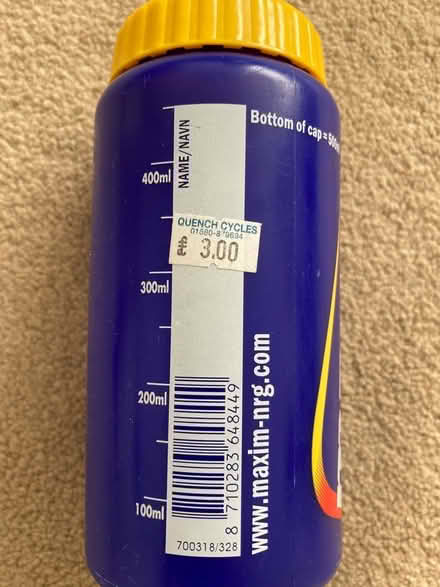 Bottom of cap =
NAME/NAVN
400ml
QUENCH CYCLES
£ 3.00
300ml
200ml
100ml
8 710283 648449
700318/328
www.maxim-nrg.com